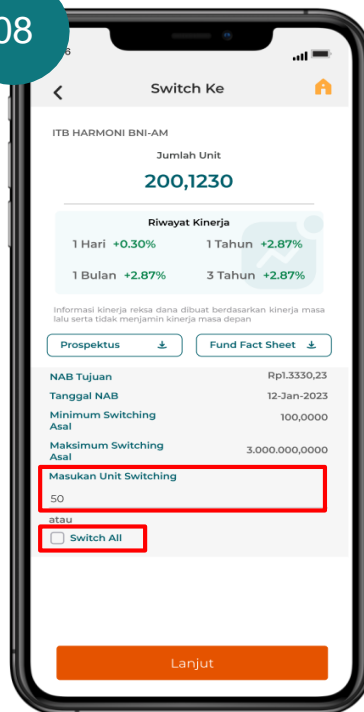 08
6
Switch Ke
ITB HARMONI BNI-AM
Jumlah Unit
200,1230
Riwayat Kinerja
1 Hari +0.30%
1 Tahun +2.87%
1 Bulan +2.87%
3 Tahun +2.87%
Informasi kinerja reksa dana dibuat berdasarkan kinerja masa
lalu serta tidak menjamin kinerja masa depan
Prospektus
Fund Fact Sheet
NAB Tujuan
Rp1.3330,23
Tanggal NAB
12-Jan-2023
Minimum Switching
Asal
100,0000
Maksimum Switching
Asal
3.000.000,0000
Masukan Unit Switching
50
atau
Switch All
Lanjut